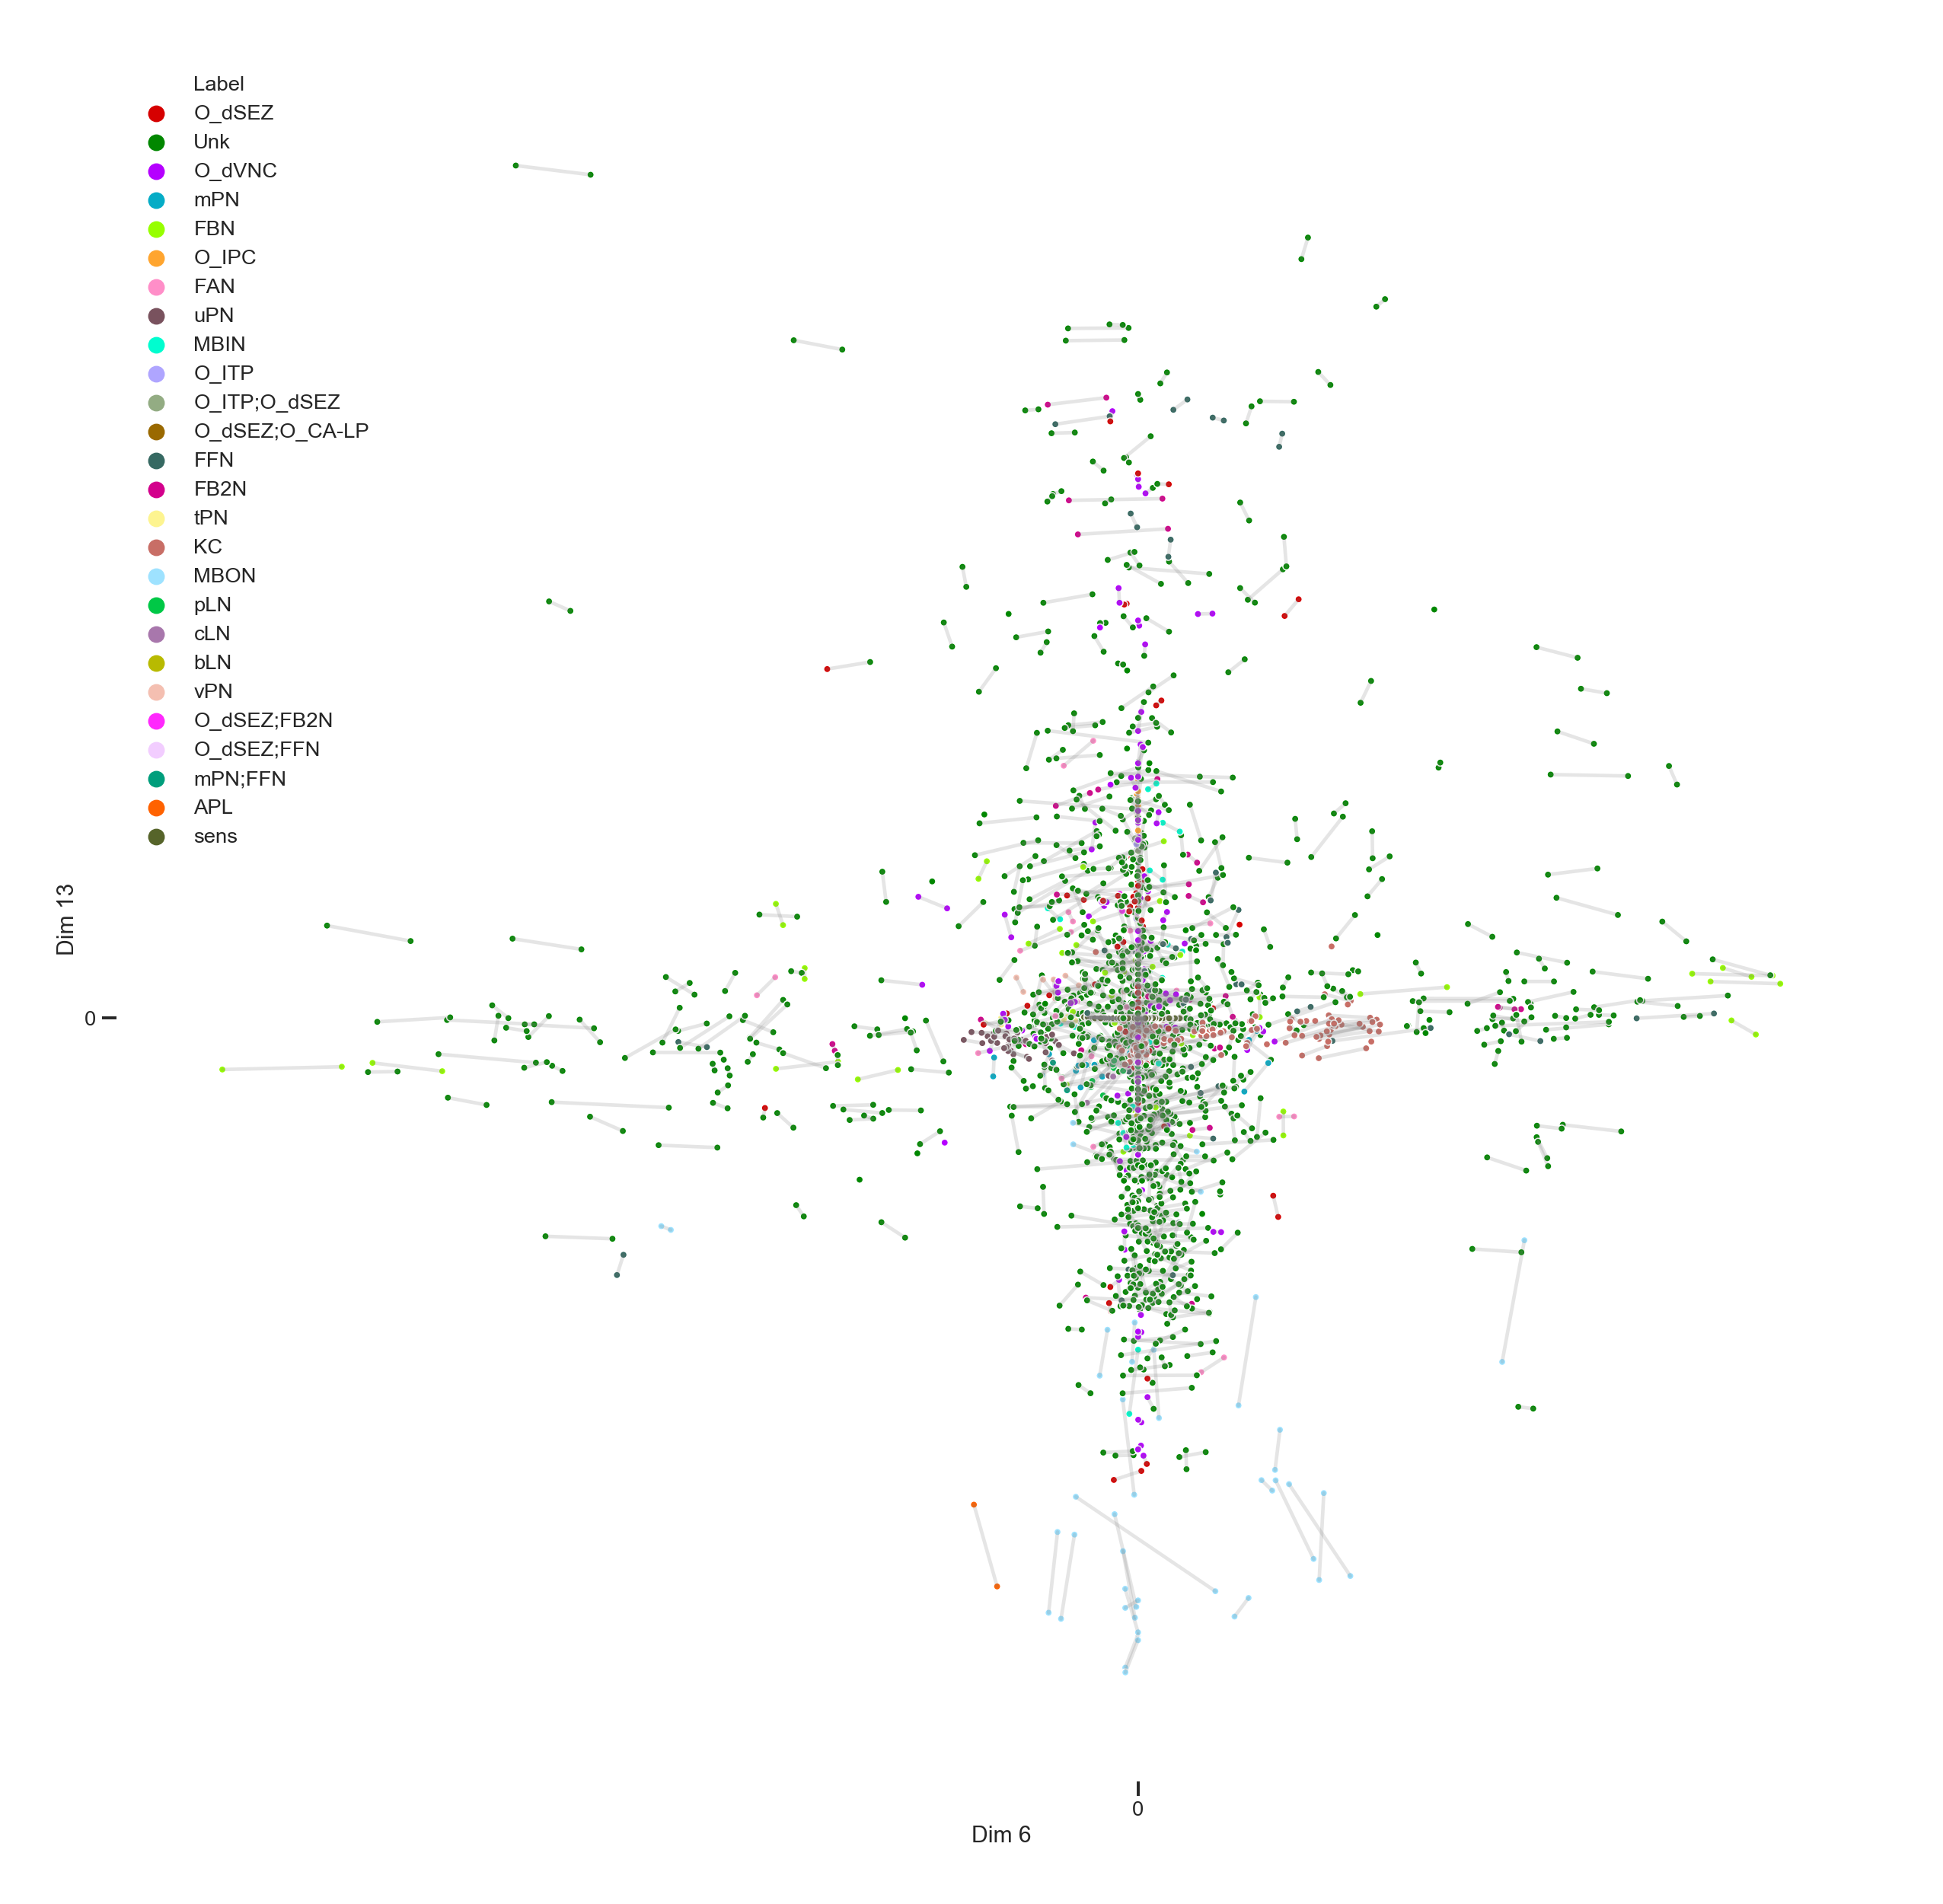 Label
O_dSEZ
Unk
O_dVNC
mPN
FBN
O_IPC
FAN
uPN
MBIN
O_ITP
O_ITP;O_dSEZ
O_dSEZ;O_CA-LP
FFN
FB2N
tPN
KC
MBON
pLN
cLN
bLN
vPN
O_dSEZ;FB2N
O_dSEZ;FFN
mPN;FFN
APL
sens
Dim 13
0
0
Dim 6